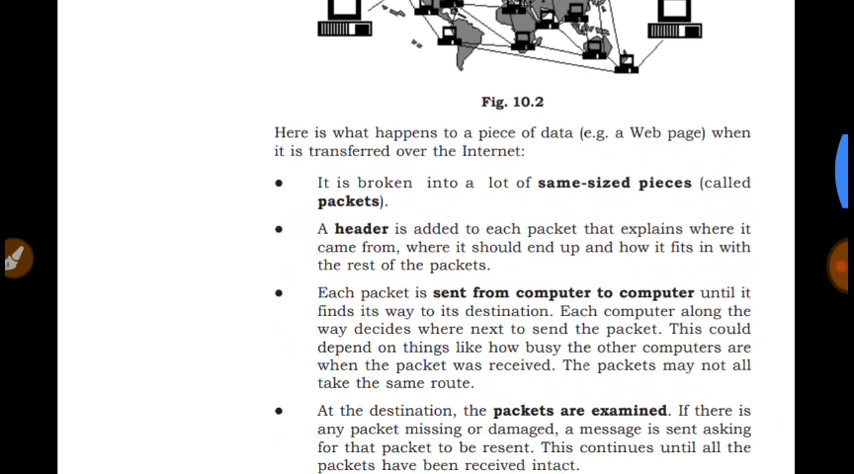 Fig. 10.2
Here is what happens to a piece of data (e.g. a Web page) when
it is transferred over the Internet:
● It is broken into a lot of same-sized pieces (called
packets).
● A header is added to each packet that explains where it
came from, where it should end up and how it fits in with
the rest of the packets.
● Each packet is sent from computer to computer until it
finds its way to its destination. Each computer along the
way decides where next to send the packet. This could
depend on things like how busy the other computers are
when the packet was received. The packets may not all
take the same route.
● At the destination, the packets are examined. If there is
any packet missing or damaged, a message is sent asking
for that packet to be resent. This continues until all the
packets have been received intact.